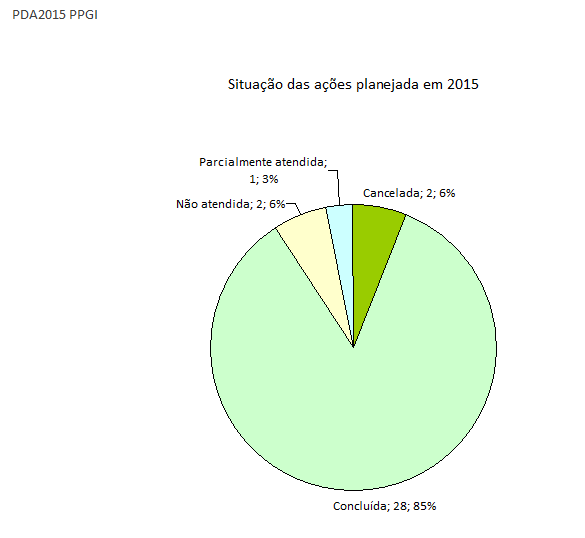 PDA2015 PPGI
Situação das ações planejada em 2015
Parcialmente atendida;
1; 3%
Cancelada; 2; 6%
Não atendida; 2; 6%
Concluída; 28; 85%